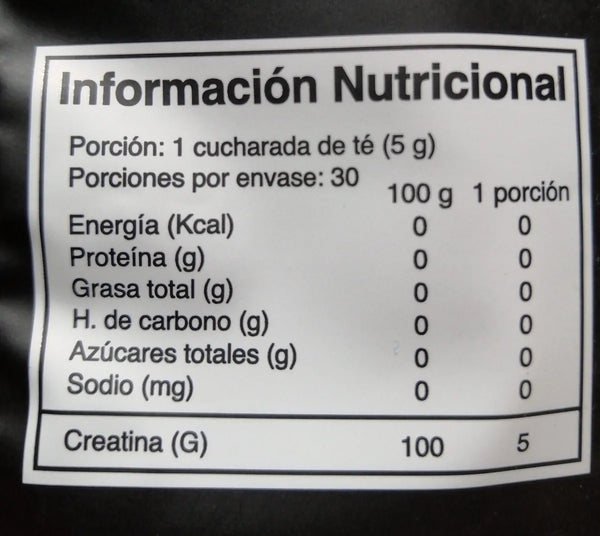 Información Nutricional
Porción: 1 cucharada de té (5 g)
Porciones por envase: 30
100 g 1 porción
Energía (Kcal) 0 0
Proteína (g) 0 0
Grasa total (g) 0 0
H. de carbono (g) 0 0
Azúcares totales (g) 0 0
Sodio (mg) 0 0
Creatina (G) 100 5